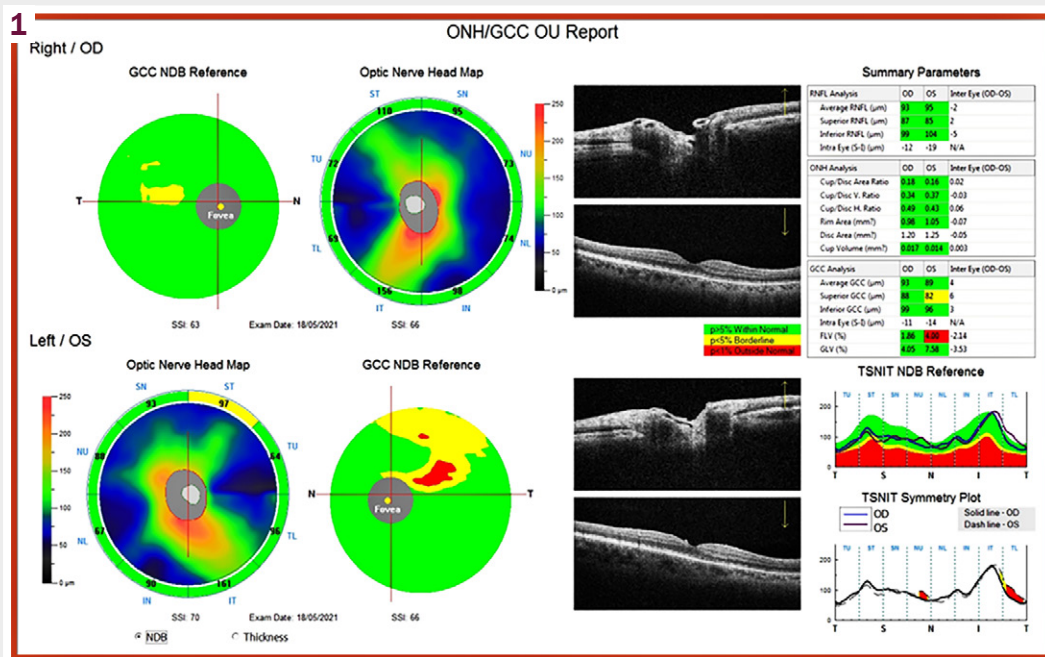 1
ONH/GCC OU Report
Right / OD
GCC NDB Reference
Optic Nerve Head Map
T
N
Fovea
ST
SN
TU
NU
TL
NL
IT
IN
110
95
72
73
69
74
156
98
250
200
150
100
50
0 µm
SSI: 63
Exam Date: 18/05/2021
SSI: 66
Summary Parameters
RNFL Analysis OD OS Inter Eye (OD-OS)
Average RNFL (µm) 93 95 -2
Superior RNFL (µm) 87 85 2
Inferior RNFL (µm) 99 104 -5
Intra Eye (S-I) (µm) -12 -19 N/A
ONH Analysis OD OS Inter Eye (OD-OS)
Cup/Disc Area Ratio 0.18 0.16 0.02
Cup/Disc V. Ratio 0.34 0.37 -0.03
Cup/Disc H. Ratio 0.49 0.43 0.06
Rim Area (mm?) 0.98 1.05 -0.07
Disc Area (mm?) 1.20 1.25 -0.05
Cup Volume (mm?) 0.017 0.014 0.003
GCC Analysis OD OS Inter Eye (OD-OS)
Average GCC (µm) 93 89 4
Superior GCC (µm) 88 82 6
Inferior GCC (µm) 99 96 3
Intra Eye (S-I) (µm) -11 -14 N/A
FLV (%) 1.86 4.00 -2.14
GLV (%) 4.05 7.58 -3.53
p>5% Within Normal
p<5% Borderline
p<1% Outside Normal
Left / OS
Optic Nerve Head Map
GCC NDB Reference
250
200
150
100
50
0 µm
SN
ST
NU
TU
NL
TL
IN
IT
93
97
64
96
90
161
N
T
Fovea
SSI: 70
Exam Date: 18/05/2021
SSI: 66
NDB
Thickness
TSNIT NDB Reference
TU ST SN NU NL IN IT TL
200
100
0
T S N I T
TSNIT Symmetry Plot
OD
OS
Solid line - OD
Dash line - OS
TU ST SN NU NL IN IT TL
200
100
0
T S N I T